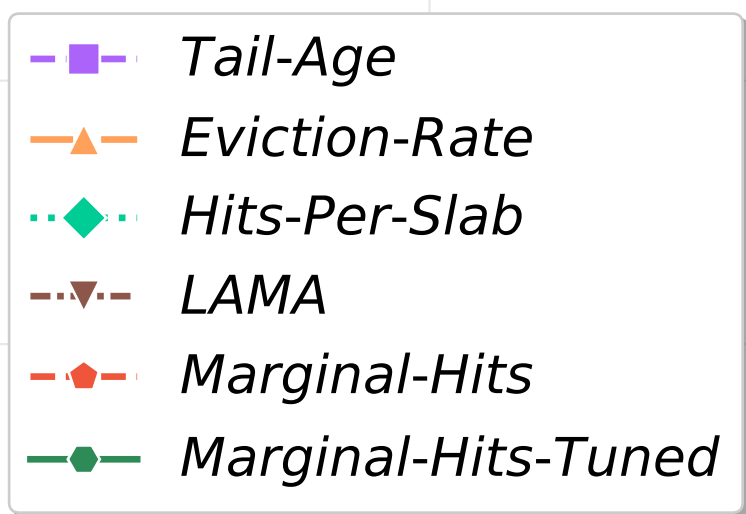 Tail-Age
Eviction-Rate
Hits-Per-Slab
LAMA
Marginal-Hits
Marginal-Hits-Tuned